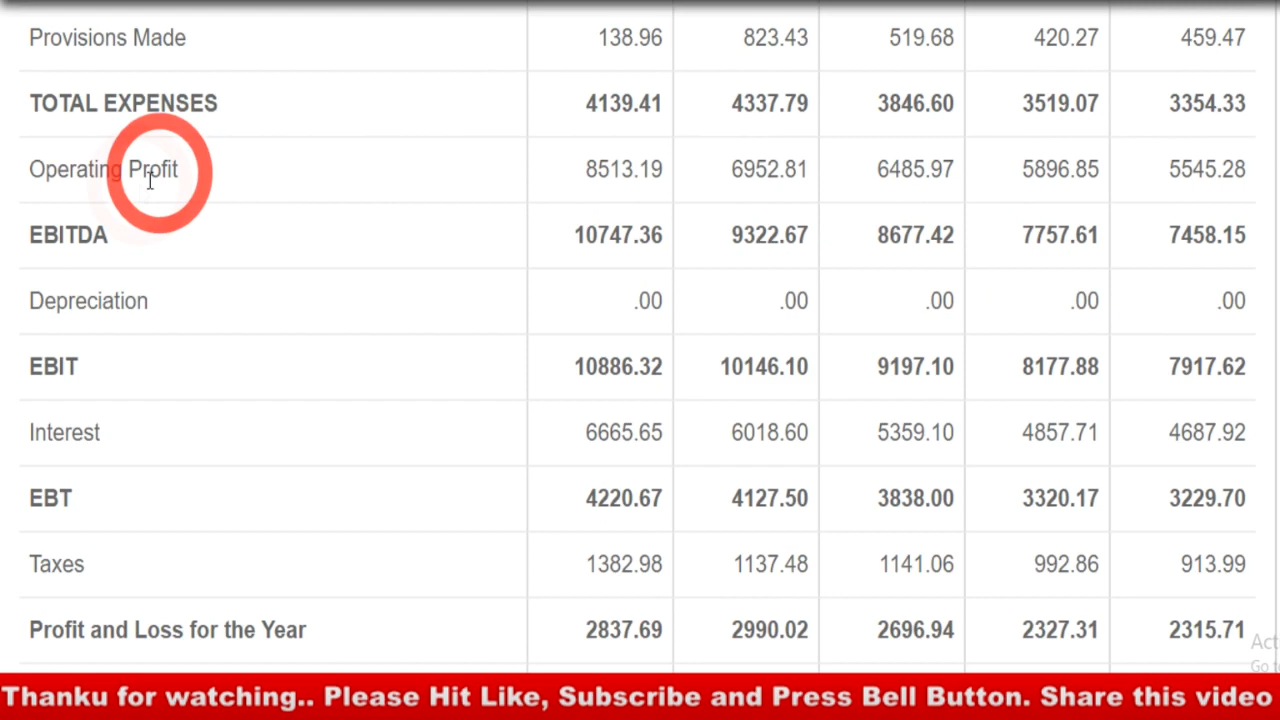 Provisions Made 138.96 823.43 519.68 420.27 459.47
TOTAL EXPENSES 4139.41 4337.79 3846.60 3519.07 3354.33
Operating Profit 8513.19 6952.81 6485.97 5896.85 5545.28
EBITDA 10747.36 9322.67 8677.42 7757.61 7458.15
Depreciation .00 .00 .00 .00 .00
EBIT 10886.32 10146.10 9197.10 8177.88 7917.62
Interest 6665.65 6018.60 5359.10 4857.71 4687.92
EBT 4220.67 4127.50 3838.00 3320.17 3229.70
Taxes 1382.98 1137.48 1141.06 992.86 913.99
Profit and Loss for the Year 2837.69 2990.02 2696.94 2327.31 2315.71
Act
Go to
Thanku for watching.. Please Hit Like, Subscribe and Press Bell Button. Share this video